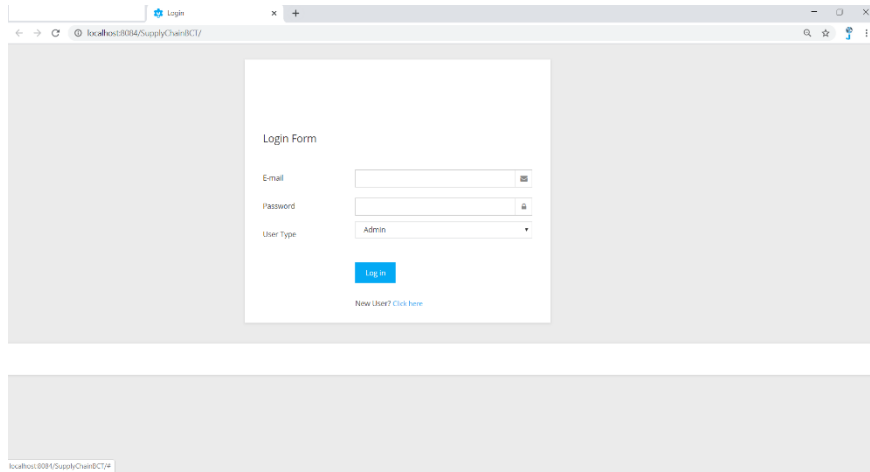 Login
localhost:8084/SupplyChainBCT/
Login Form
E-mail
Password
User Type
Admin
Log in
New User? Click here
localhost:8084/SupplyChainBCT/#